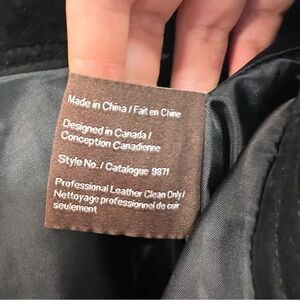 Made in China / Fait en Chine
Designed in Canada /
Conception Canadienne
Style No. / Catalogue 9871
Professional Leather Clean Only /
Nettoyage professionnel de cuir
seulement